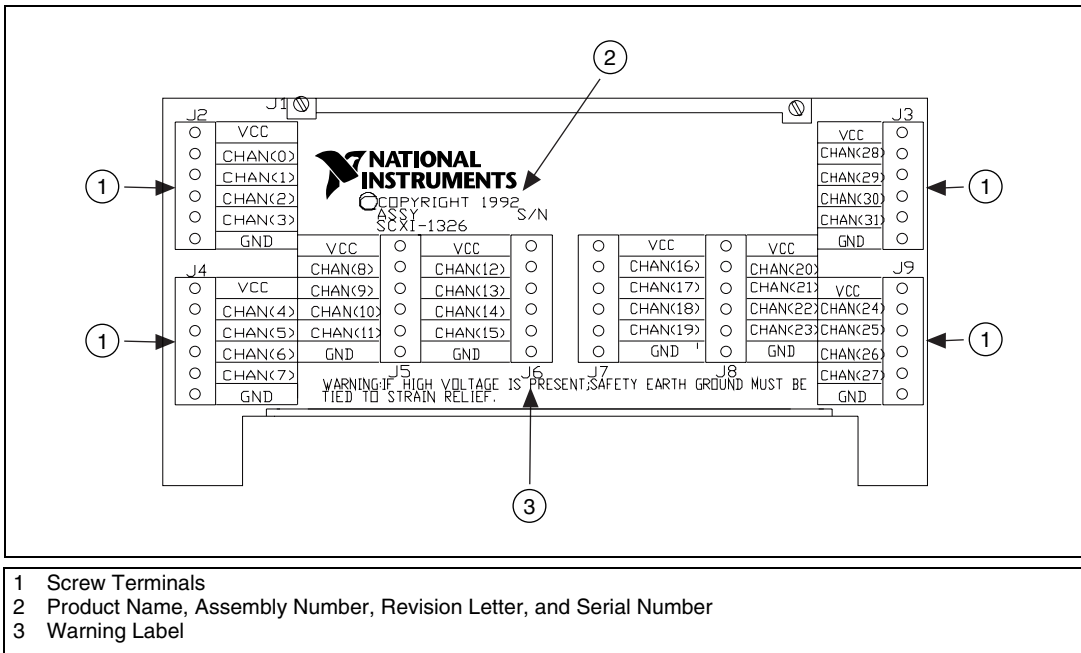 2
J1
J2
VCC
CHAN(0)
CHAN(1)
CHAN(2)
CHAN(3)
GND
1
NATIONAL
INSTRUMENTS
©COPYRIGHT 1992
ASSY S/N
SCXI-1326
J3
VCC
CHAN(28)
CHAN(29)
CHAN(30)
CHAN(31)
GND
1
J4
VCC
CHAN(4)
CHAN(5)
CHAN(6)
CHAN(7)
GND
1
VCC
CHAN(8)
CHAN(9)
CHAN(10)
CHAN(11)
GND
J5
VCC
CHAN(12)
CHAN(13)
CHAN(14)
CHAN(15)
GND
J6
J7
VCC
CHAN(16)
CHAN(17)
CHAN(18)
CHAN(19)
GND
J8
VCC
CHAN(20)
CHAN(21)
CHAN(22)
CHAN(23)
GND
J9
VCC
CHAN(24)
CHAN(25)
CHAN(26)
CHAN(27)
GND
1
WARNING:IF HIGH VOLTAGE IS PRESENT;SAFETY EARTH GROUND MUST BE
TIED TO STRAIN RELIEF.
3
1 Screw Terminals
2 Product Name, Assembly Number, Revision Letter, and Serial Number
3 Warning Label